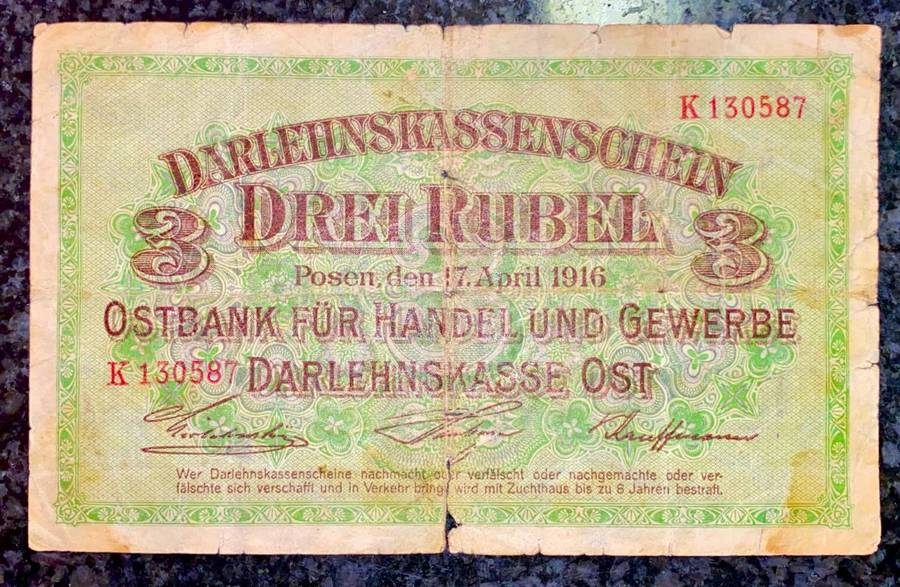 K 130587
DARLEHNSKASSENSCHEIN
3 DREI RUBEL 3
Posen, den 17. April 1916
OSTBANK FÜR HANDEL UND GEWERBE
K 130587 DARLEHNSKASSE OST
Wer Darlehnskassenscheine nachmacht oder verfälscht oder nachgemachte oder ver-
fälschte sich verschafft und in Verkehr bringt, wird mit Zuchthaus bis zu 8 Jahren bestraft.